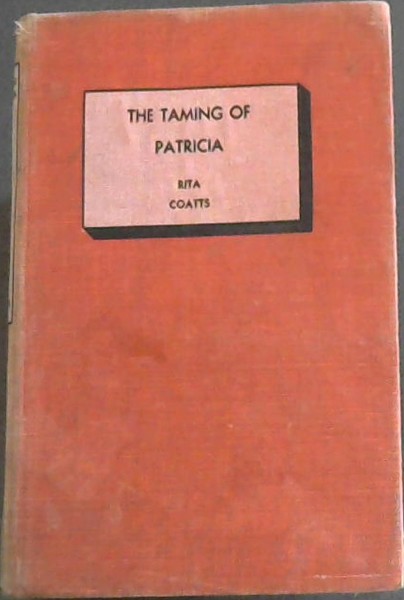 THE TAMING OF
PATRICIA
RITA
COATTS